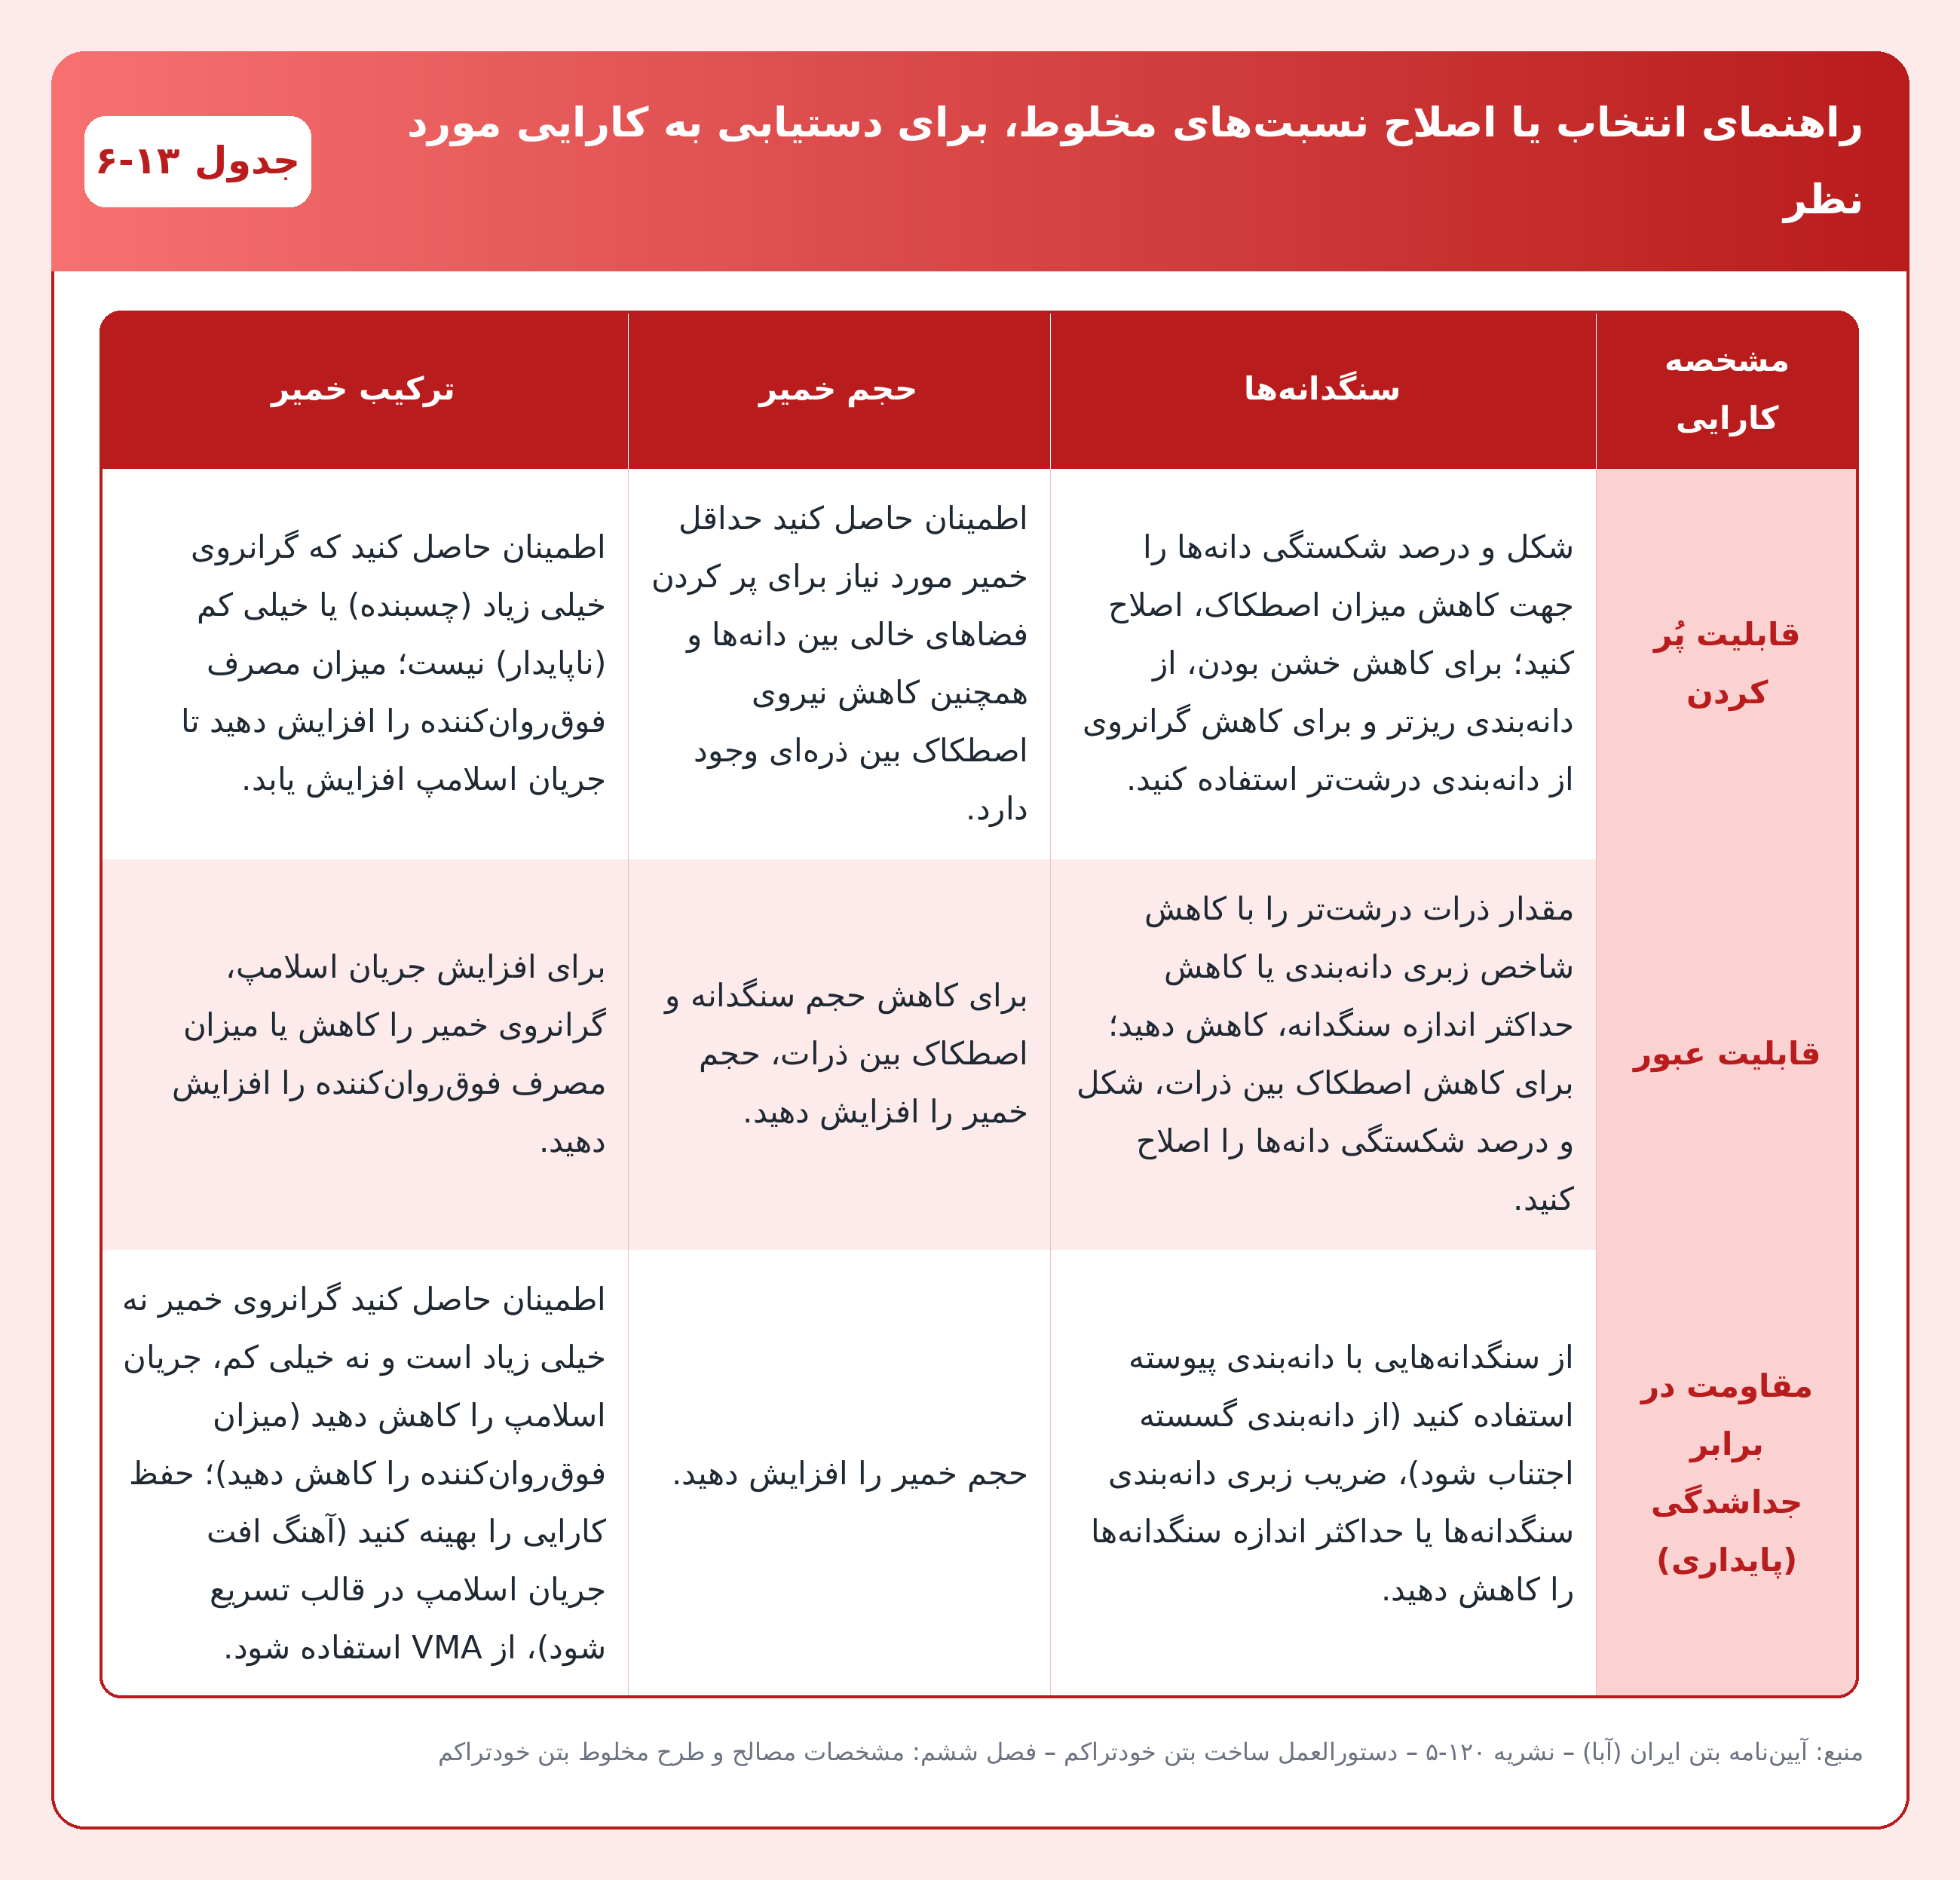 راهنمای انتخاب یا اصلاح نسبت‌های مخلوط، برای دستیابی به کارایی مورد
نظر
جدول ۱۳-۶
مشخصه
کارایی
سنگدانه‌ها
حجم خمیر
ترکیب خمیر
قابلیت پُر
کردن
شکل و درصد شکستگی دانه‌ها را
جهت کاهش میزان اصطکاک، اصلاح
کنید؛ برای کاهش خشن بودن، از
دانه‌بندی ریزتر و برای کاهش گرانروی
از دانه‌بندی درشت‌تر استفاده کنید.
اطمینان حاصل کنید حداقل
خمیر مورد نیاز برای پر کردن
فضاهای خالی بین دانه‌ها و
همچنین کاهش نیروی
اصطکاک بین ذره‌ای وجود
دارد.
اطمینان حاصل کنید که گرانروی
خیلی زیاد (چسبنده) یا خیلی کم
(ناپایدار) نیست؛ میزان مصرف
فوق‌روان‌کننده را افزایش دهید تا
جریان اسلامپ افزایش یابد.
قابلیت عبور
مقدار ذرات درشت‌تر را با کاهش
شاخص زبری دانه‌بندی یا کاهش
حداکثر اندازه سنگدانه، کاهش دهید؛
برای کاهش اصطکاک بین ذرات، شکل
و درصد شکستگی دانه‌ها را اصلاح
کنید.
برای کاهش حجم سنگدانه و
اصطکاک بین ذرات، حجم
خمیر را افزایش دهید.
برای افزایش جریان اسلامپ،
گرانروی خمیر را کاهش یا میزان
مصرف فوق‌روان‌کننده را افزایش
دهید.
مقاومت در
برابر
جداشدگی
(پایداری)
از سنگدانه‌هایی با دانه‌بندی پیوسته
استفاده کنید (از دانه‌بندی گسسته
اجتناب شود)، ضریب زبری دانه‌بندی
سنگدانه‌ها یا حداکثر اندازه سنگدانه‌ها
را کاهش دهید.
حجم خمیر را افزایش دهید.
اطمینان حاصل کنید گرانروی خمیر نه
خیلی زیاد است و نه خیلی کم، جریان
اسلامپ را کاهش دهید (میزان
فوق‌روان‌کننده را کاهش دهید)؛ حفظ
کارایی را بهینه کنید (آهنگ افت
جریان اسلامپ در قالب تسریع
شود)، از VMA استفاده شود.
منبع: آیین‌نامه بتن ایران (آبا) – نشریه ۱۲۰-۵ – دستورالعمل ساخت بتن خودتراکم – فصل ششم: مشخصات مصالح و طرح مخلوط بتن خودتراکم